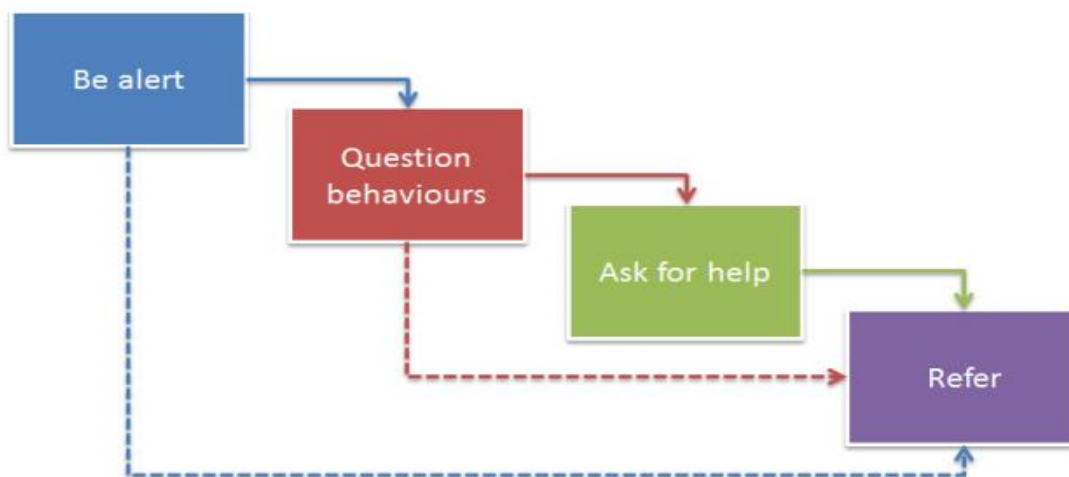 Be alert
Question
behaviours
Ask for help
Refer